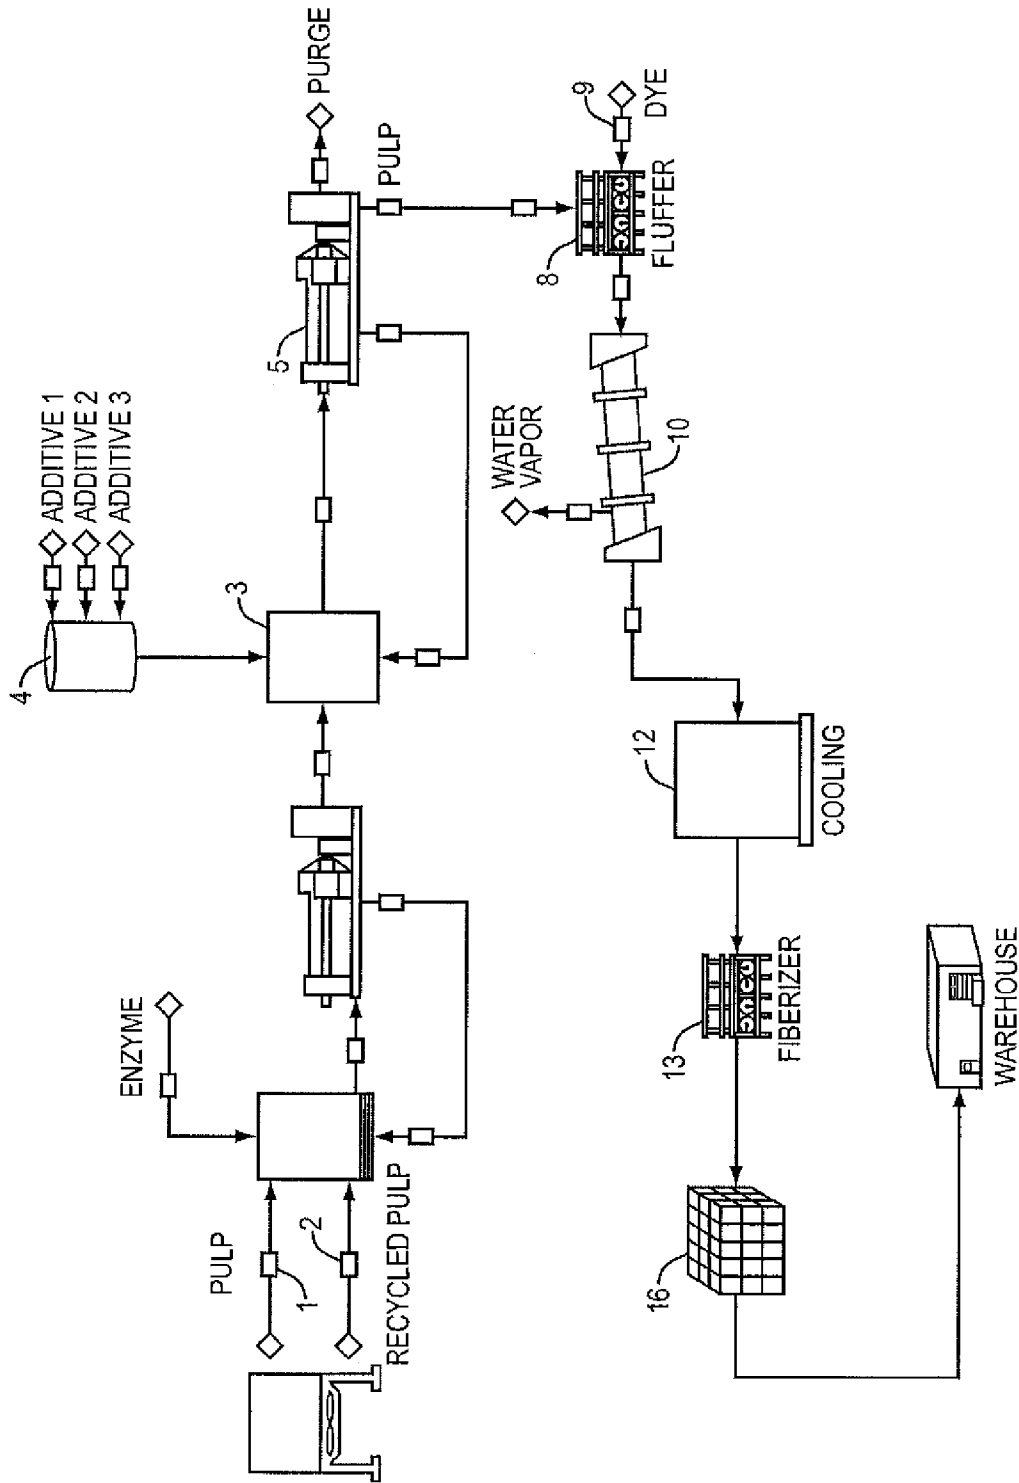 PULP
1
2
RECYCLED PULP
ENZYME
4
ADDITIVE 1
ADDITIVE 2
ADDITIVE 3
3
5
PURGE
PULP
8
9
DYE
FLUFFER
WATER
VAPOR
10
12
COOLING
13
FIBERIZER
16
WAREHOUSE